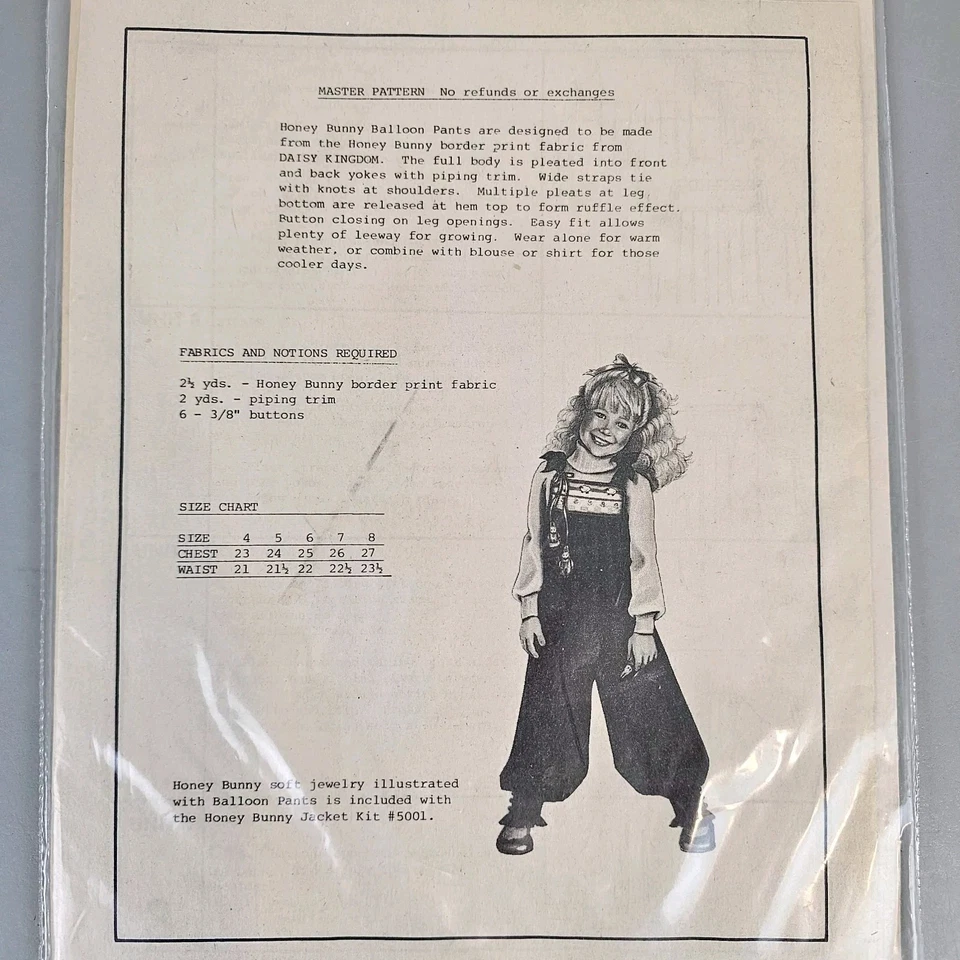 MASTER PATTERN No refunds or exchanges
Honey Bunny Balloon Pants are designed to be made
from the Honey Bunny border print fabric from
DAISY KINGDOM. The full body is pleated into front
and back yokes with piping trim. Wide straps tie
with knots at shoulders. Multiple pleats at leg
bottom are released at hem top to form ruffle effect.
Button closing on leg openings. Easy fit allows
plenty of leeway for growing. Wear alone for warm
weather, or combine with blouse or shirt for those
cooler days.
FABRICS AND NOTIONS REQUIRED
2½ yds. - Honey Bunny border print fabric
2 yds. - piping trim
6 - 3/8" buttons
SIZE CHART
SIZE 4 5 6 7 8
CHEST 23 24 25 26 27
WAIST 21 21½ 22 22½ 23½
Honey Bunny soft jewelry illustrated
with Balloon Pants is included with
the Honey Bunny Jacket Kit #5001.